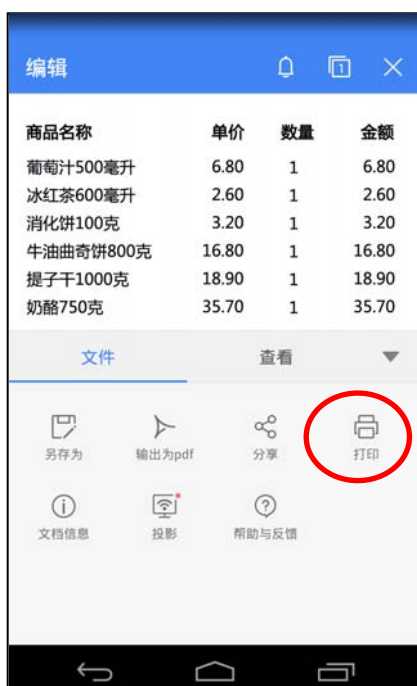 编辑 1
商品名称 单价 数量 金额
葡萄汁500毫升 6.80 1 6.80
冰红茶600毫升 2.60 1 2.60
消化饼100克 3.20 1 3.20
牛油曲奇饼800克 16.80 1 16.80
提子干1000克 18.90 1 18.90
奶酪750克 35.70 1 35.70
文件 查看
另存为 输出为pdf 分享 打印
文档信息 投影 帮助与反馈